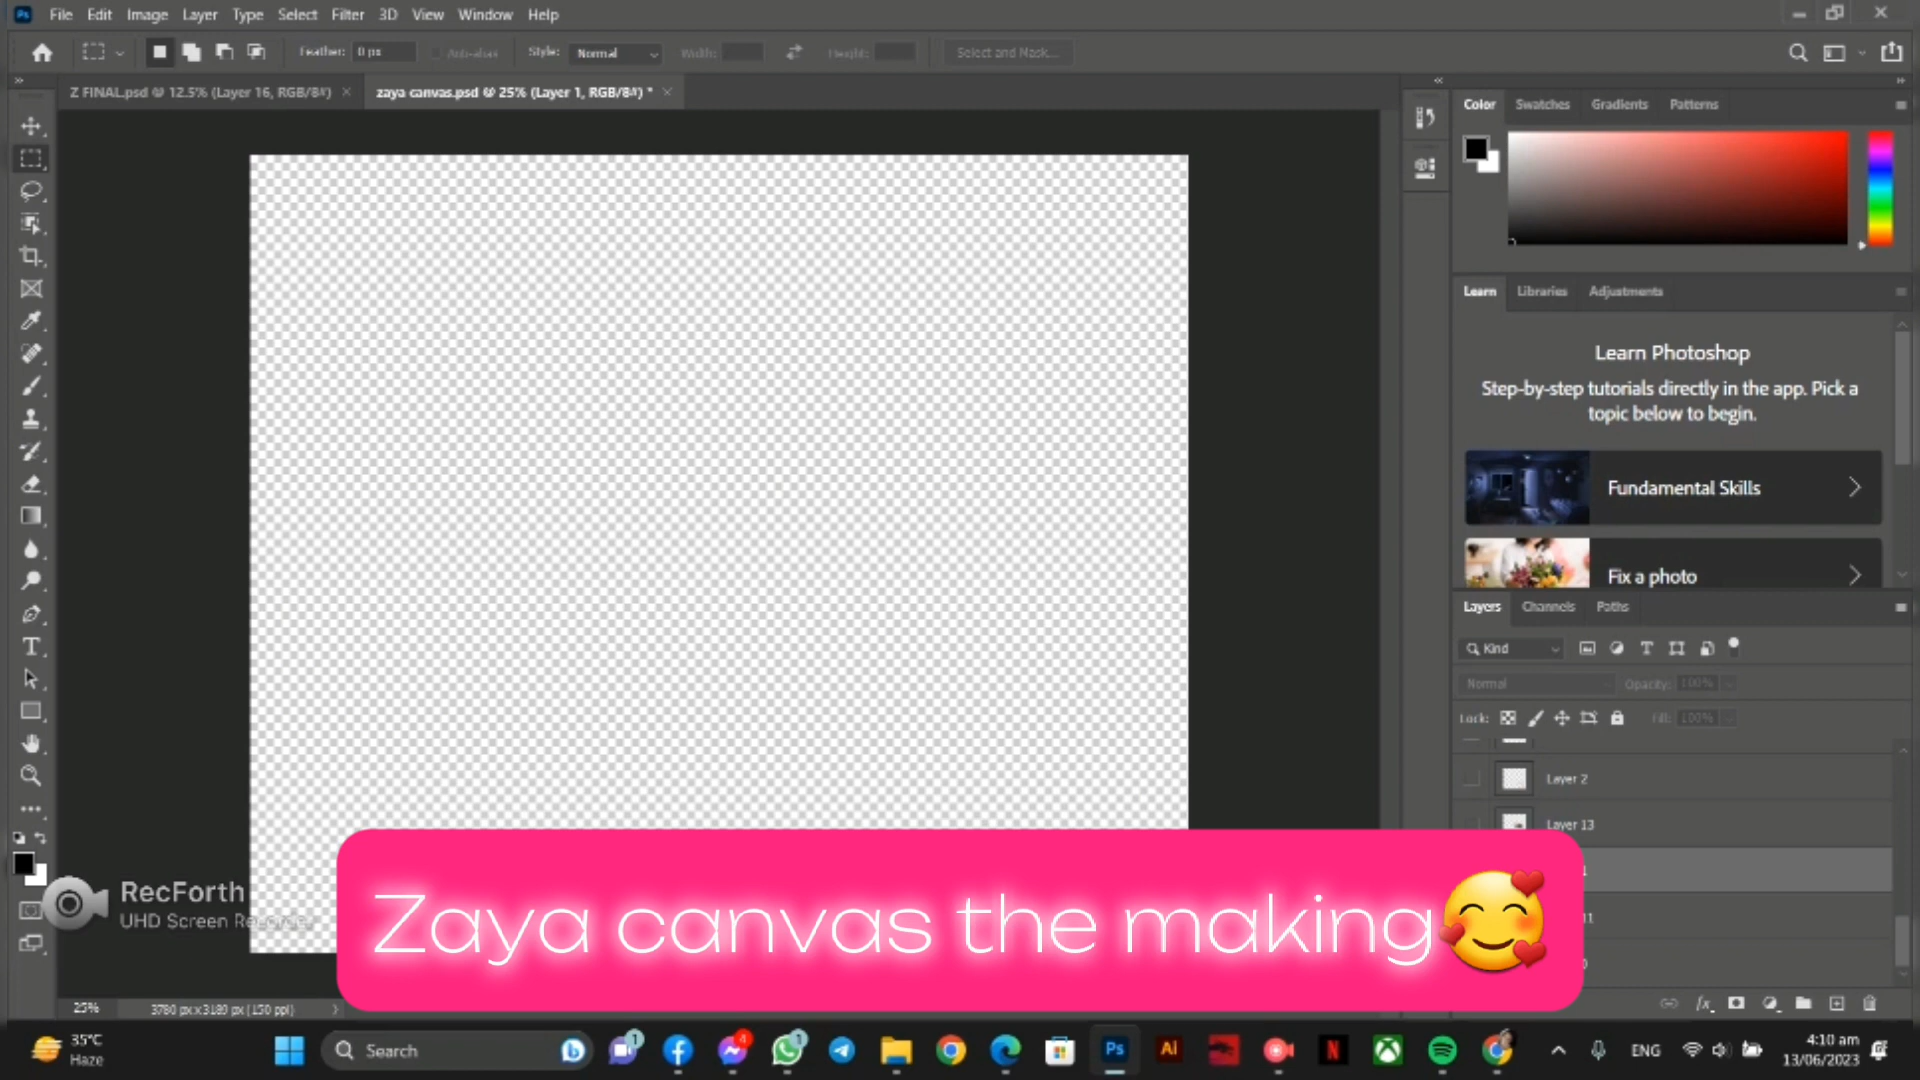 File Edit Image Layer Type Select Filter 3D View Window Help
Feather: 0 px Anti-alias Style: Normal Width: Height: Select and Mask...
Z FINAL.psd @ 12.5% (Layer 16, RGB/8#) × zaya canvas.psd @ 25% (Layer 1, RGB/8#) * ×
Color Swatches Gradients Patterns
Learn Libraries Adjustments
Learn Photoshop
Step-by-step tutorials directly in the app. Pick a
topic below to begin.
Fundamental Skills
Fix a photo
Layers Channels Paths
Kind
Normal Opacity: 100%
Lock: Fill: 100%
Layer 2
Layer 13
RecForth
UHD Screen Recorder
Zaya canvas the making🥰
25% 3780 px x 3189 px (150 ppi)
35°C
Haze
Search
Ps Ai
ENG
4:10 am
13/06/2023